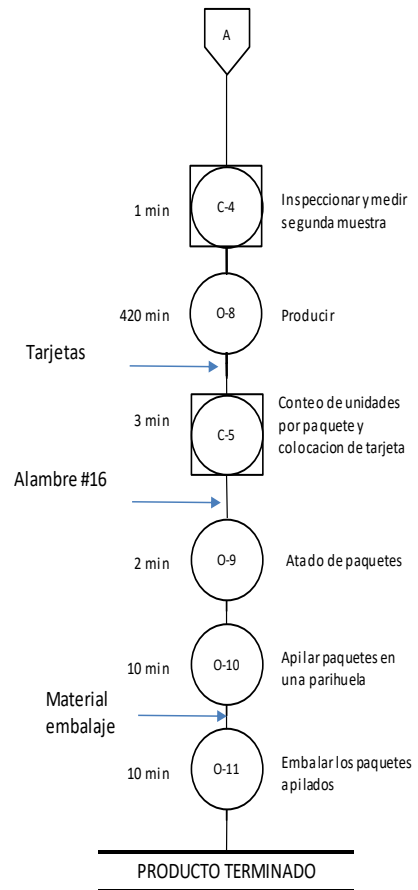 A
1 min
C-4
Inspeccionar y medir
segunda muestra
420 min
O-8
Producir
Tarjetas
3 min
C-5
Conteo de unidades
por paquete y
colocacion de tarjeta
Alambre #16
2 min
O-9
Atado de paquetes
10 min
O-10
Apilar paquetes en
una parihuela
Material
embalaje
10 min
O-11
Embalar los paquetes
apilados
PRODUCTO TERMINADO